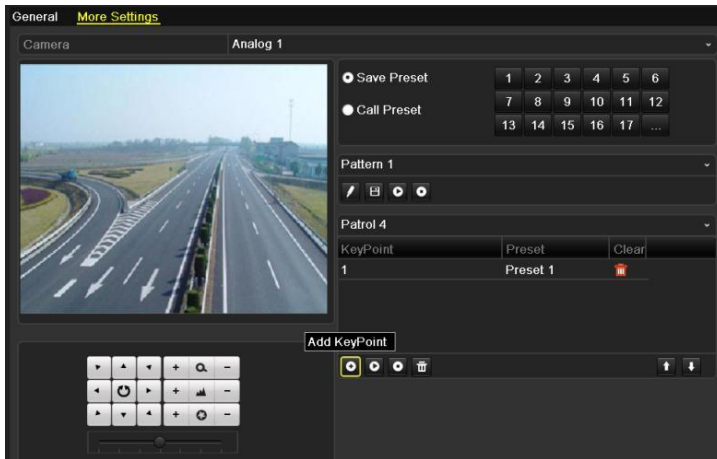 General More Settings
Camera Analog 1
Save Preset 1 2 3 4 5 6
Call Preset 7 8 9 10 11 12
13 14 15 16 17 ...
Pattern 1
Patrol 4
KeyPoint Preset Clear
1 Preset 1
Add KeyPoint
+ -
+ -
+ -